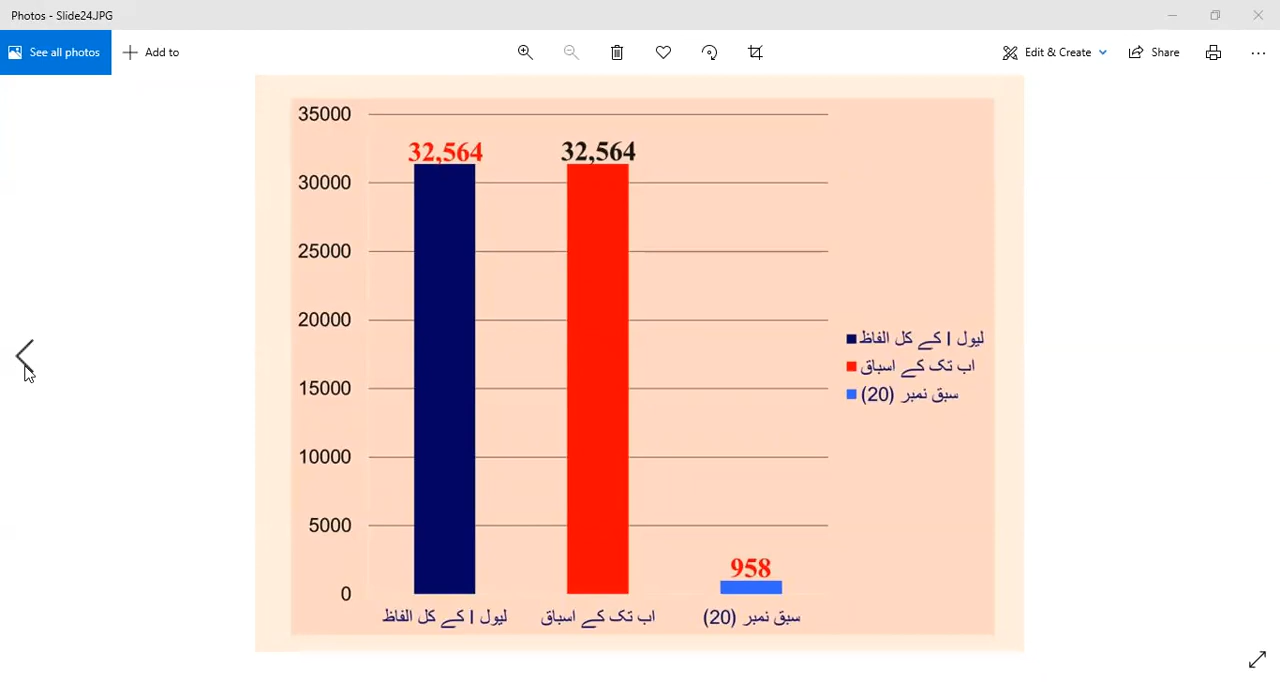 Photos - Slide24.JPG
See all photos
Add to
Edit & Create
Share
35000
30000
25000
20000
15000
10000
5000
0
32,564
32,564
958
لیول I کے کل الفاظ
اب تک کے اسباق
سبق نمبر (20)
لیول I کے کل الفاظ
اب تک کے اسباق
سبق نمبر (20)